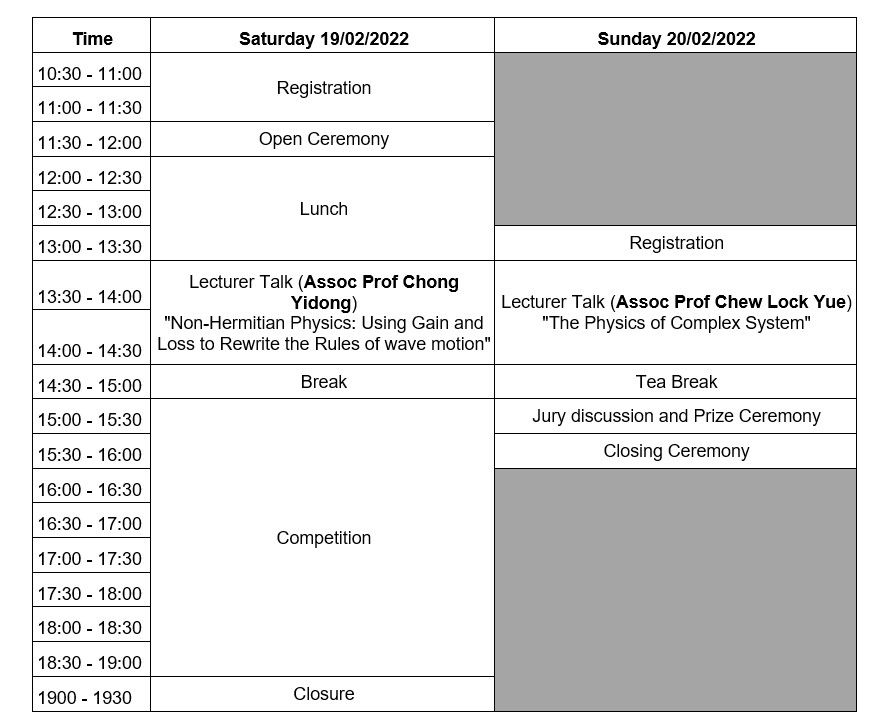 Time Saturday 19/02/2022 Sunday 20/02/2022
10:30 - 11:00
Registration
11:00 - 11:30
11:30 - 12:00 Open Ceremony
12:00 - 12:30
12:30 - 13:00 Lunch
13:00 - 13:30 Registration
Lecturer Talk (Assoc Prof Chong
Yidong)
"Non-Hermitian Physics: Using Gain and
Loss to Rewrite the Rules of wave motion"
13:30 - 14:00
Lecturer Talk (Assoc Prof Chew Lock Yue)
"The Physics of Complex System"
14:00 - 14:30
14:30 - 15:00 Break Tea Break
15:00 - 15:30 Jury discussion and Prize Ceremony
15:30 - 16:00 Closing Ceremony
16:00 - 16:30
16:30 - 17:00
Competition
17:00 - 17:30
17:30 - 18:00
18:00 - 18:30
18:30 - 19:00
1900 - 1930 Closure